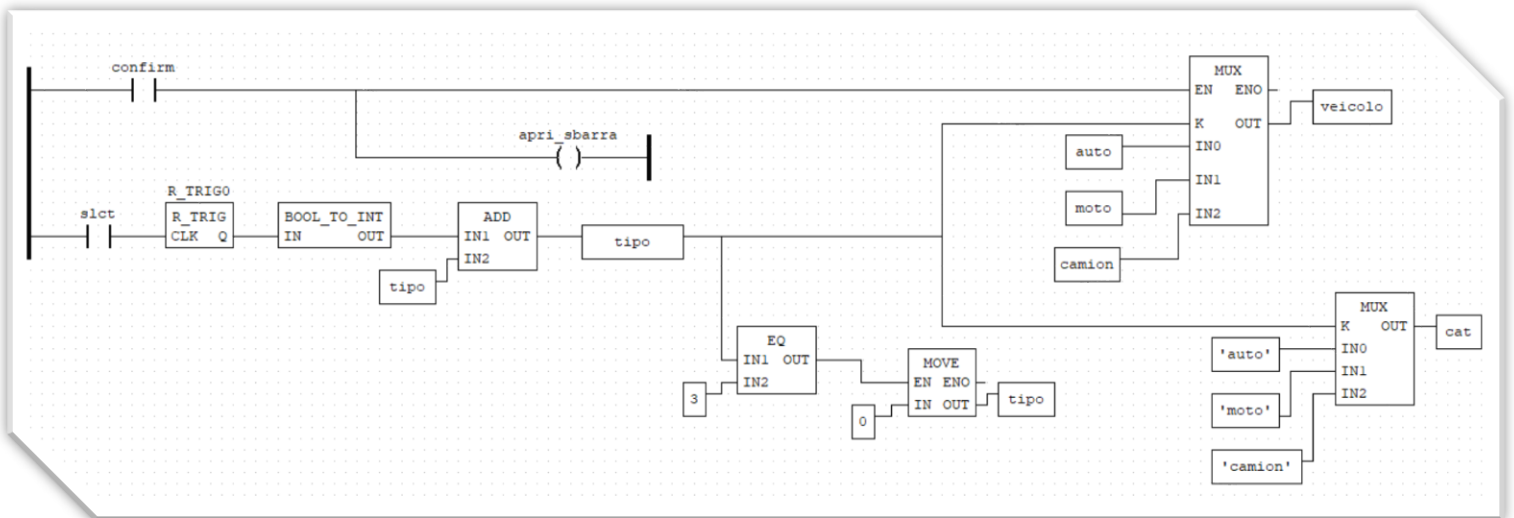 confirm
MUX
EN ENO
veicolo
K OUT
apri_sbarra
auto
IN0
IN1
moto
IN2
camion
R_TRIG0
slct
R_TRIG
CLK Q
BOOL_TO_INT
IN OUT
ADD
IN1 OUT
IN2
tipo
tipo
EQ
IN1 OUT
IN2
3
MOVE
EN ENO
IN OUT
0
tipo
MUX
K OUT
cat
'auto'
IN0
IN1
'moto'
IN2
'camion'